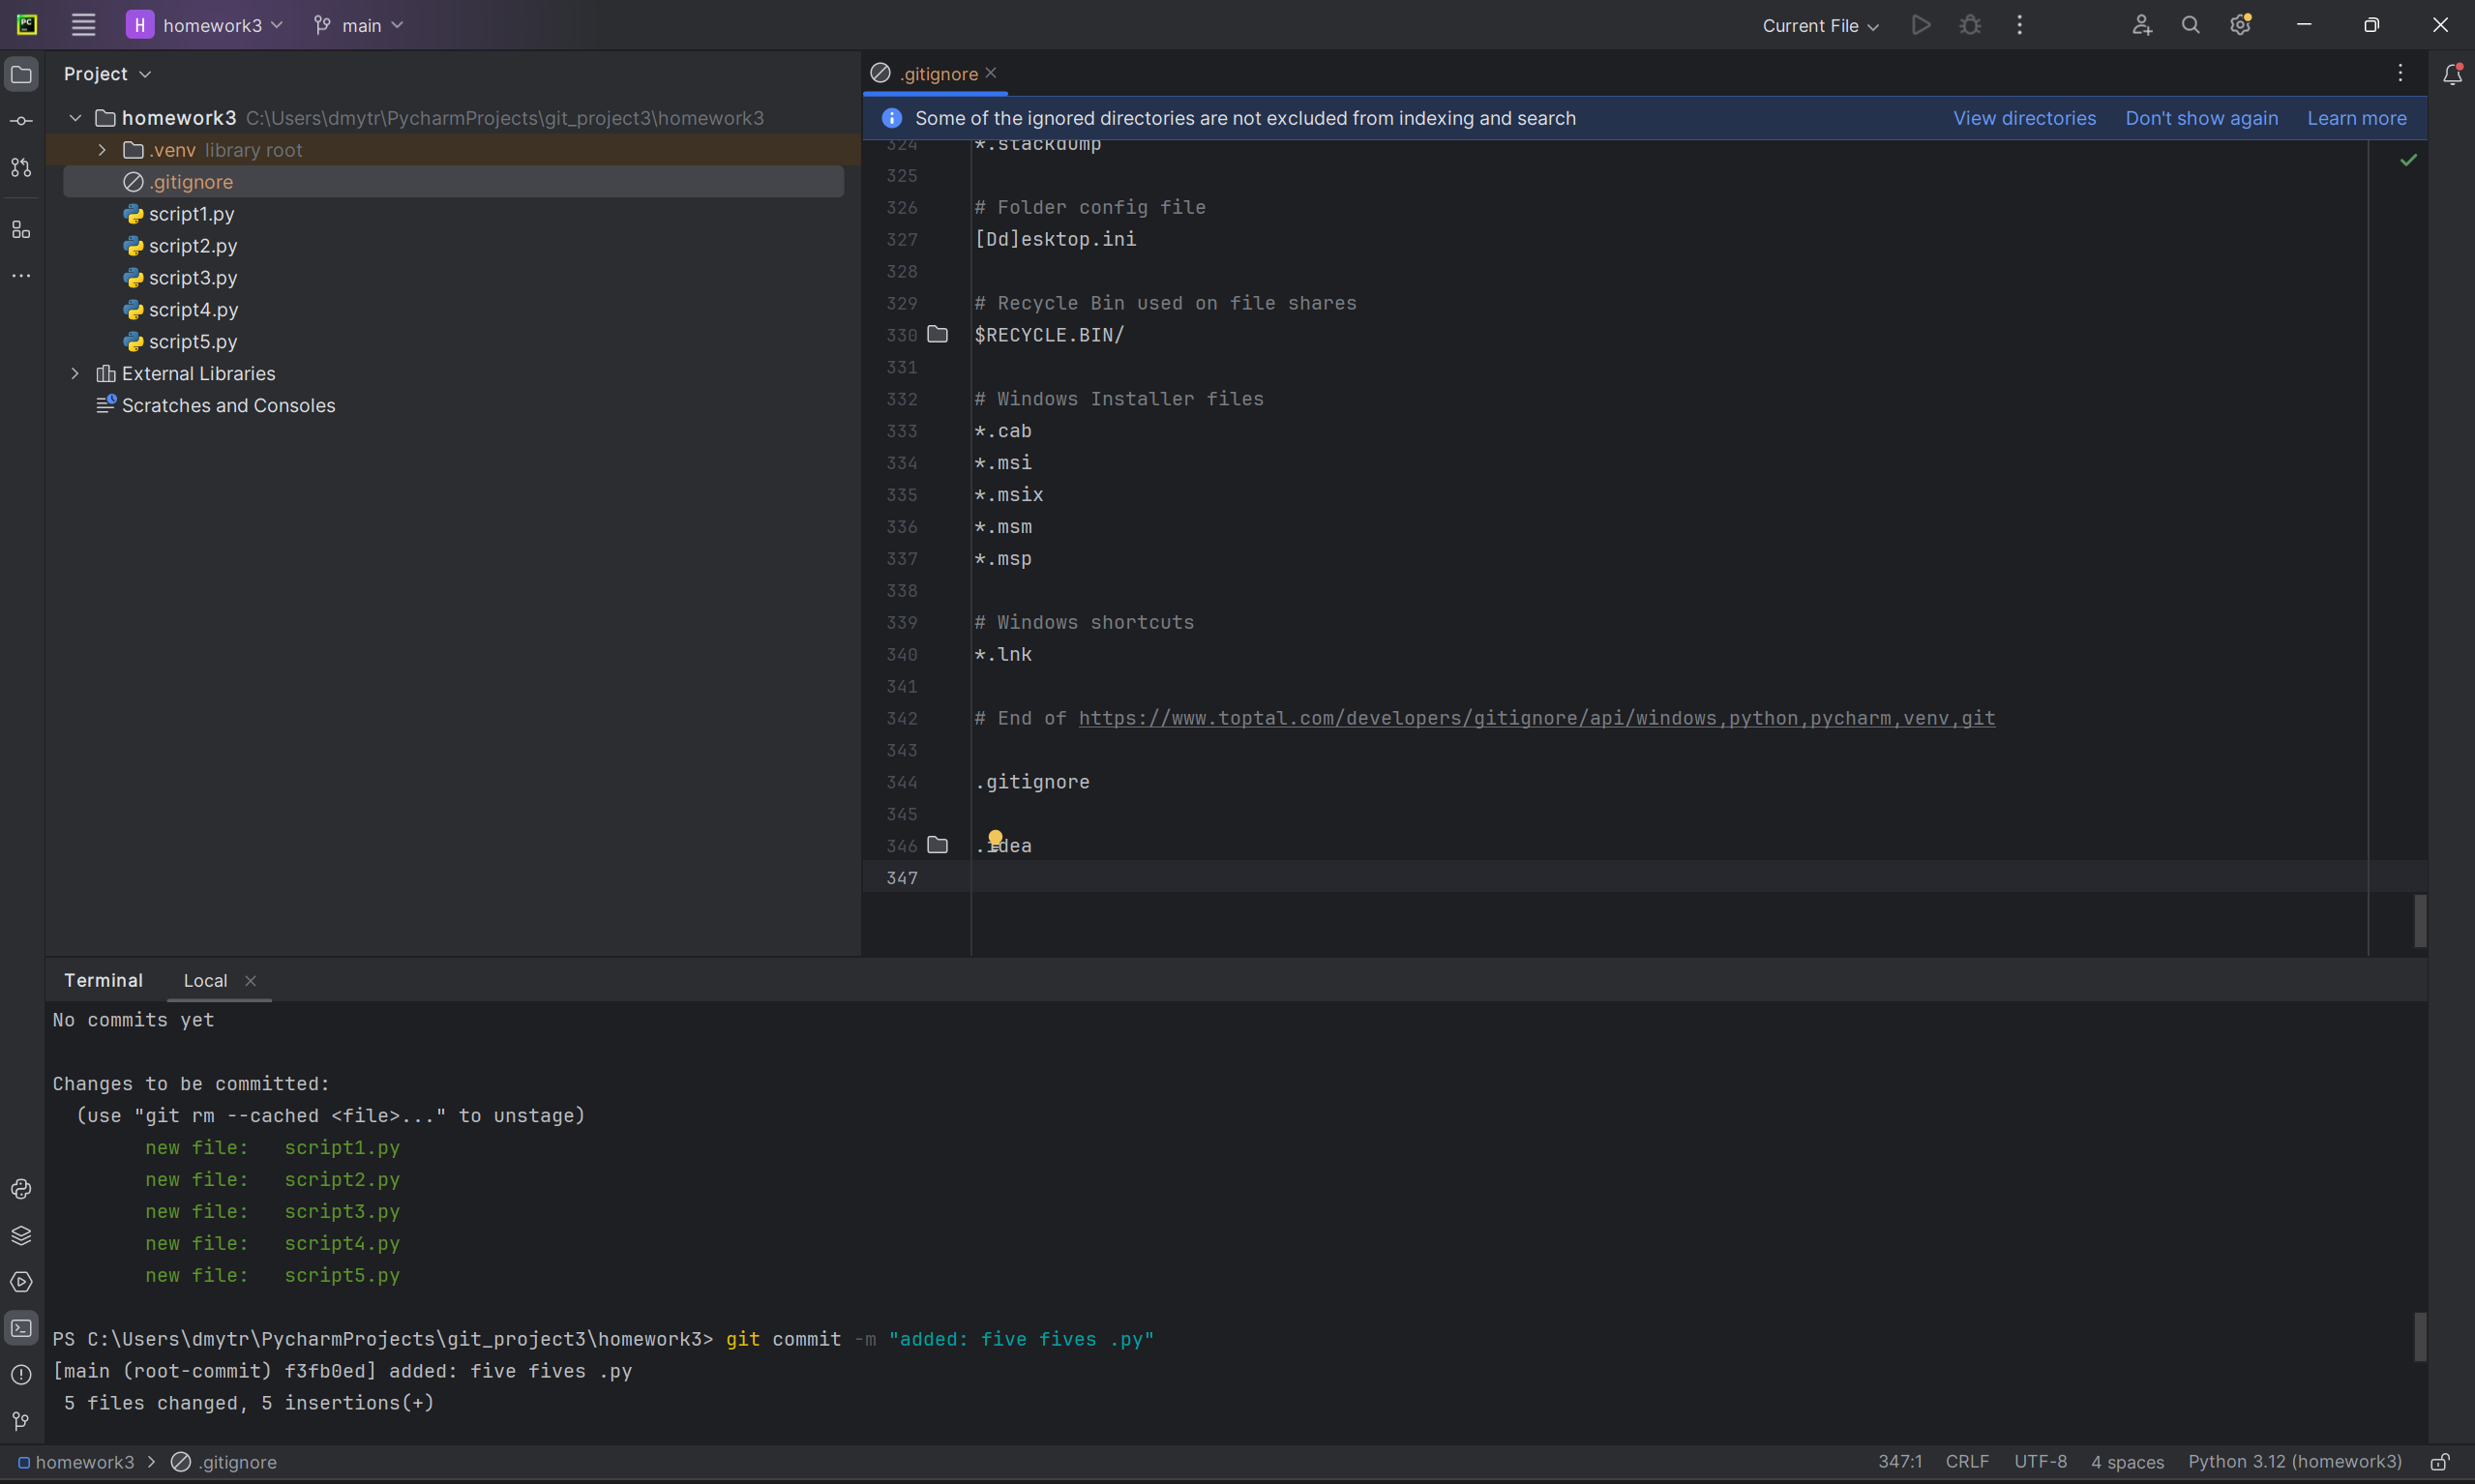 PC
H homework3 main Current File
Project
homework3 C:\Users\dmytr\PycharmProjects\git_project3\homework3
.venv library root
.gitignore
script1.py
script2.py
script3.py
script4.py
script5.py
External Libraries
Scratches and Consoles
.gitignore
Some of the ignored directories are not excluded from indexing and search View directories Don't show again Learn more
324 *.stackdump
325
326 # Folder config file
327 [Dd]esktop.ini
328
329 # Recycle Bin used on file shares
330 $RECYCLE.BIN/
331
332 # Windows Installer files
333 *.cab
334 *.msi
335 *.msix
336 *.msm
337 *.msp
338
339 # Windows shortcuts
340 *.lnk
341
342 # End of https://www.toptal.com/developers/gitignore/api/windows,python,pycharm,venv,git
343
344 .gitignore
345
346 .idea
347
Terminal Local
No commits yet
Changes to be committed:
(use "git rm --cached <file>..." to unstage)
new file: script1.py
new file: script2.py
new file: script3.py
new file: script4.py
new file: script5.py
PS C:\Users\dmytr\PycharmProjects\git_project3\homework3> git commit -m "added: five fives .py"
[main (root-commit) f3fb0ed] added: five fives .py
5 files changed, 5 insertions(+)
homework3 > .gitignore 347:1 CRLF UTF-8 4 spaces Python 3.12 (homework3)